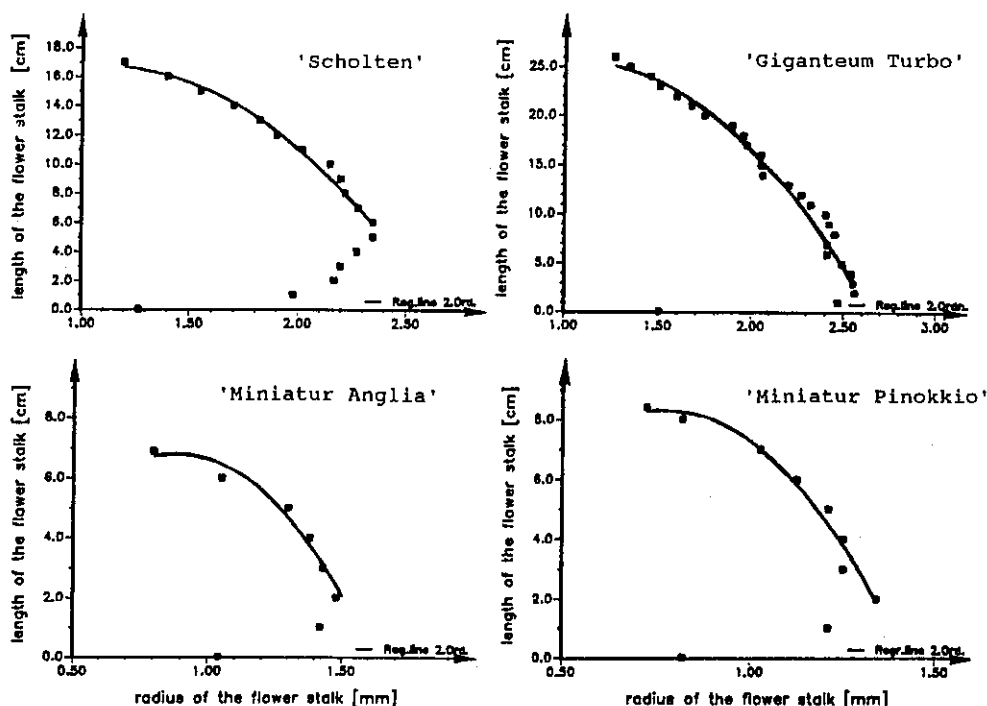 'Scholten'
length of the flower stalk [cm]
18.0
16.0
14.0
12.0
10.0
8.0
6.0
4.0
2.0
0.0
Reg.line 2.Ord.
1.00
1.50
2.00
2.50
'Giganteum Turbo'
length of the flower stalk [cm]
25.0
20.0
15.0
10.0
5.0
0.0
Reg.line 2.Ordn.
1.00
1.50
2.00
2.50
3.00
'Miniatur Anglia'
length of the flower stalk [cm]
8.0
6.0
4.0
2.0
0.0
Reg.line 2.Ord.
0.50
1.00
1.50
radius of the flower stalk [mm]
'Miniatur Pinokkio'
length of the flower stalk [cm]
8.0
6.0
4.0
2.0
0.0
Regr.line 2.Ord.
0.50
1.00
1.50
radius of the flower stalk [mm]